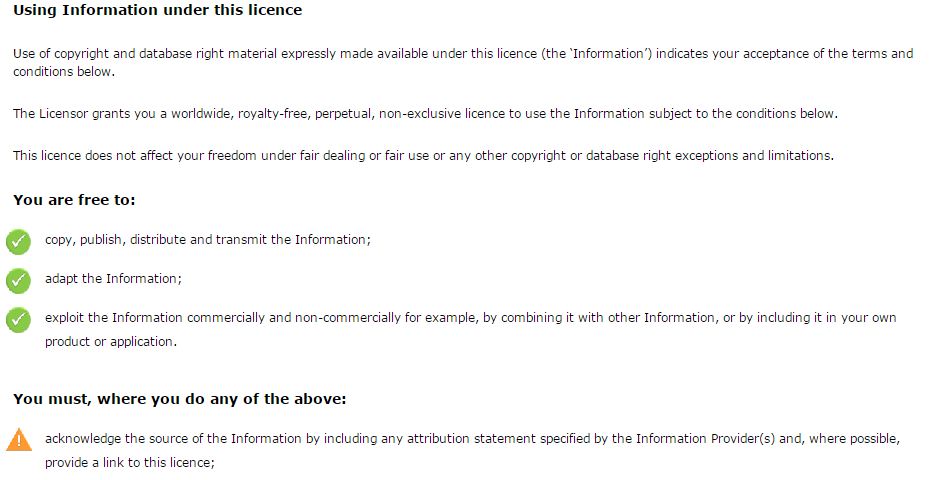 Using Information under this licence
Use of copyright and database right material expressly made available under this licence (the ‘Information’) indicates your acceptance of the terms and
conditions below.
The Licensor grants you a worldwide, royalty-free, perpetual, non-exclusive licence to use the Information subject to the conditions below.
This licence does not affect your freedom under fair dealing or fair use or any other copyright or database right exceptions and limitations.
You are free to:
copy, publish, distribute and transmit the Information;
adapt the Information;
exploit the Information commercially and non-commercially for example, by combining it with other Information, or by including it in your own
product or application.
You must, where you do any of the above:
acknowledge the source of the Information by including any attribution statement specified by the Information Provider(s) and, where possible,
provide a link to this licence;